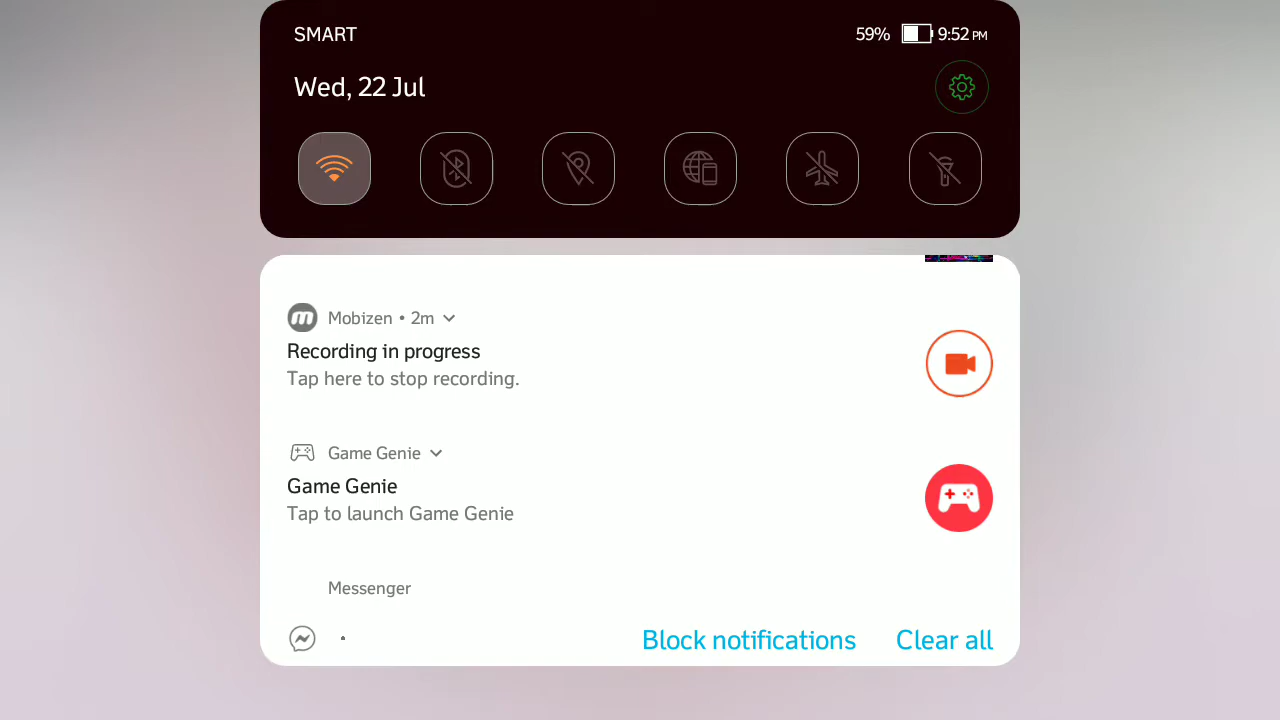 SMART 59% 9:52 PM
Wed, 22 Jul
Mobizen • 2m
Recording in progress
Tap here to stop recording.
Game Genie
Game Genie
Tap to launch Game Genie
Messenger
Block notifications Clear all